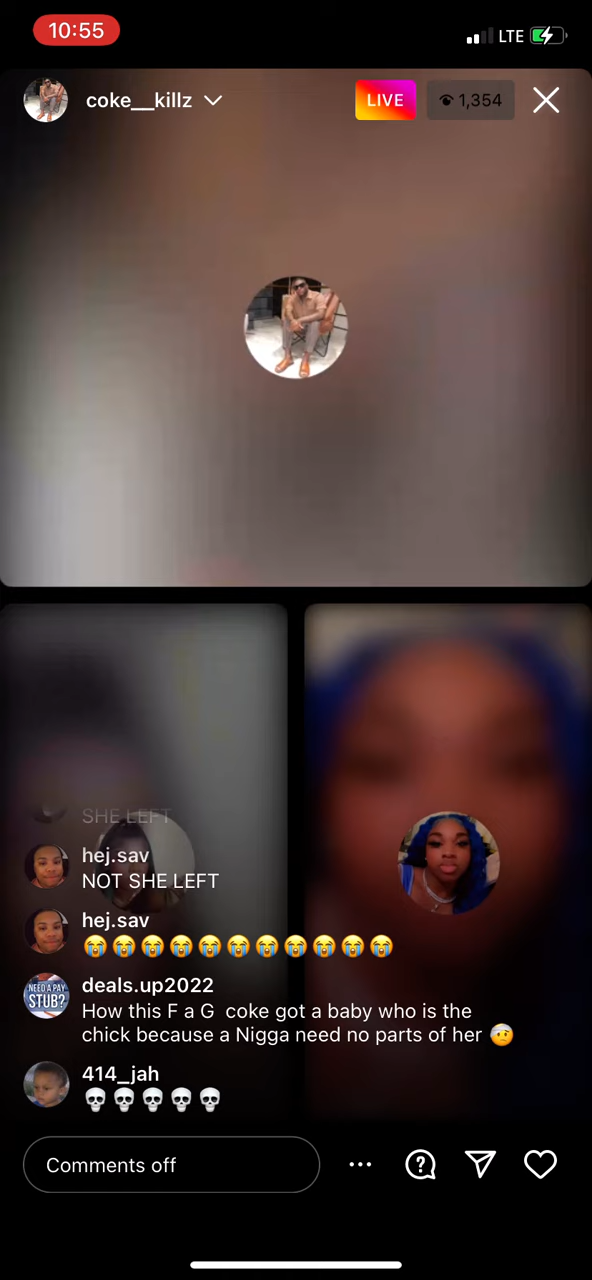 10:55
LTE
coke__killz
LIVE
1,354
SHE LEFT
hej.sav
NOT SHE LEFT
hej.sav
😭😭😭😭😭😭😭😭😭😭😭
NEED A PAY
STUB?
deals.up2022
How this F a G  coke got a baby who is the
chick because a Nigga need no parts of her 🤕
414_jah
💀💀💀💀💀
Comments off